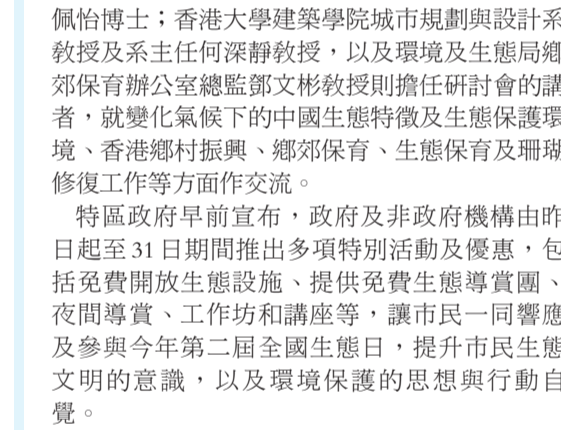 佩怡博士；香港大學建築學院城市規劃與設計系
教授及系主任何深靜教授，以及環境及生態局鄉
郊保育辦公室總監鄧文彬教授則擔任研討會的講
者，就變化氣候下的中國生態特徵及生態保護環
境、香港鄉村振興、鄉郊保育、生態保育及珊瑚
修復工作等方面作交流。
特區政府早前宣布，政府及非政府機構由昨
日起至31日期間推出多項特別活動及優惠，包
括免費開放生態設施、提供免費生態導賞團、
夜間導賞、工作坊和講座等，讓市民一同響應
及參與今年第二屆全國生態日，提升市民生態
文明的意識，以及環境保護的思想與行動自
覺。